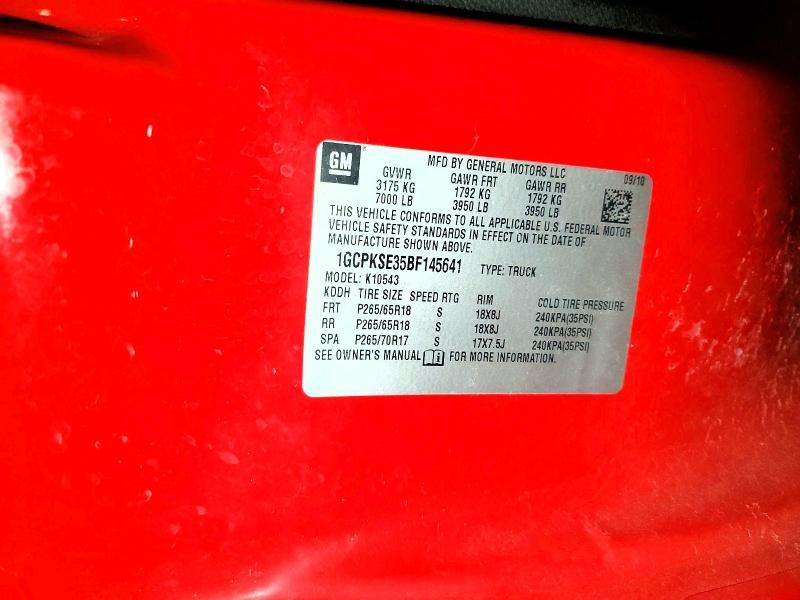 GM
MFD BY GENERAL MOTORS LLC
09/10
GVWR GAWR FRT GAWR RR
3175 KG 1792 KG 1792 KG
7000 LB 3950 LB 3950 LB
THIS VEHICLE CONFORMS TO ALL APPLICABLE U.S. FEDERAL MOTOR
VEHICLE SAFETY STANDARDS IN EFFECT ON THE DATE OF
MANUFACTURE SHOWN ABOVE.
1GCPKSE35BF145641 TYPE: TRUCK
MODEL: K10543
KDDH TIRE SIZE SPEED RTG RIM COLD TIRE PRESSURE
FRT P265/65R18 S 18X8J 240KPA(35PSI)
RR P265/65R18 S 18X8J 240KPA(35PSI)
SPA P265/70R17 S 17X7.5J 240KPA(35PSI)
SEE OWNER'S MANUAL i FOR MORE INFORMATION.